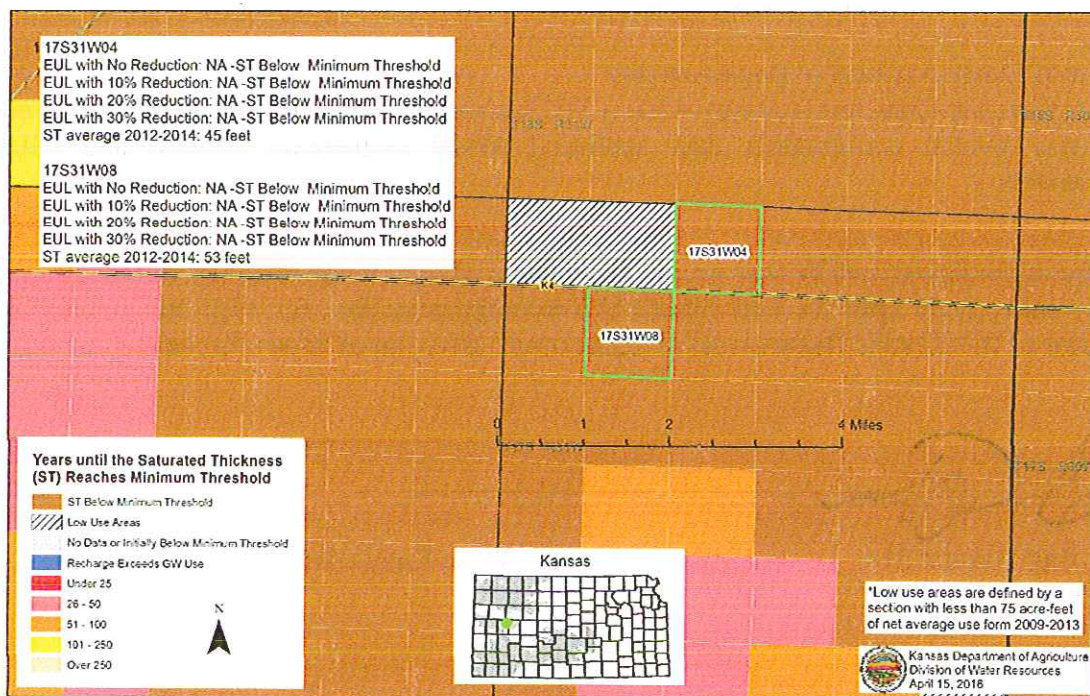 17S31W04
EUL with No Reduction: NA -ST Below Minimum Threshold
EUL with 10% Reduction: NA -ST Below Minimum Threshold
EUL with 20% Reduction: NA -ST Below Minimum Threshold
EUL with 30% Reduction: NA -ST Below Minimum Threshold
ST average 2012-2014: 45 feet
17S31W08
EUL with No Reduction: NA -ST Below Minimum Threshold
EUL with 10% Reduction: NA -ST Below Minimum Threshold
EUL with 20% Reduction: NA -ST Below Minimum Threshold
EUL with 30% Reduction: NA -ST Below Minimum Threshold
ST average 2012-2014: 53 feet
17S31W04
K4
17S31W08
0 1 2 4 Miles
Years until the Saturated Thickness
(ST) Reaches Minimum Threshold
ST Below Minimum Threshold
Low Use Areas
No Data or Initially Below Minimum Threshold
Recharge Exceeds GW Use
Under 25
26 - 50
51 - 100
101 - 250
Over 250
N
Kansas
*Low use areas are defined by a
section with less than 75 acre-feet
of net average use form 2009-2013
Kansas Department of Agriculture
Division of Water Resources
April 15, 2016